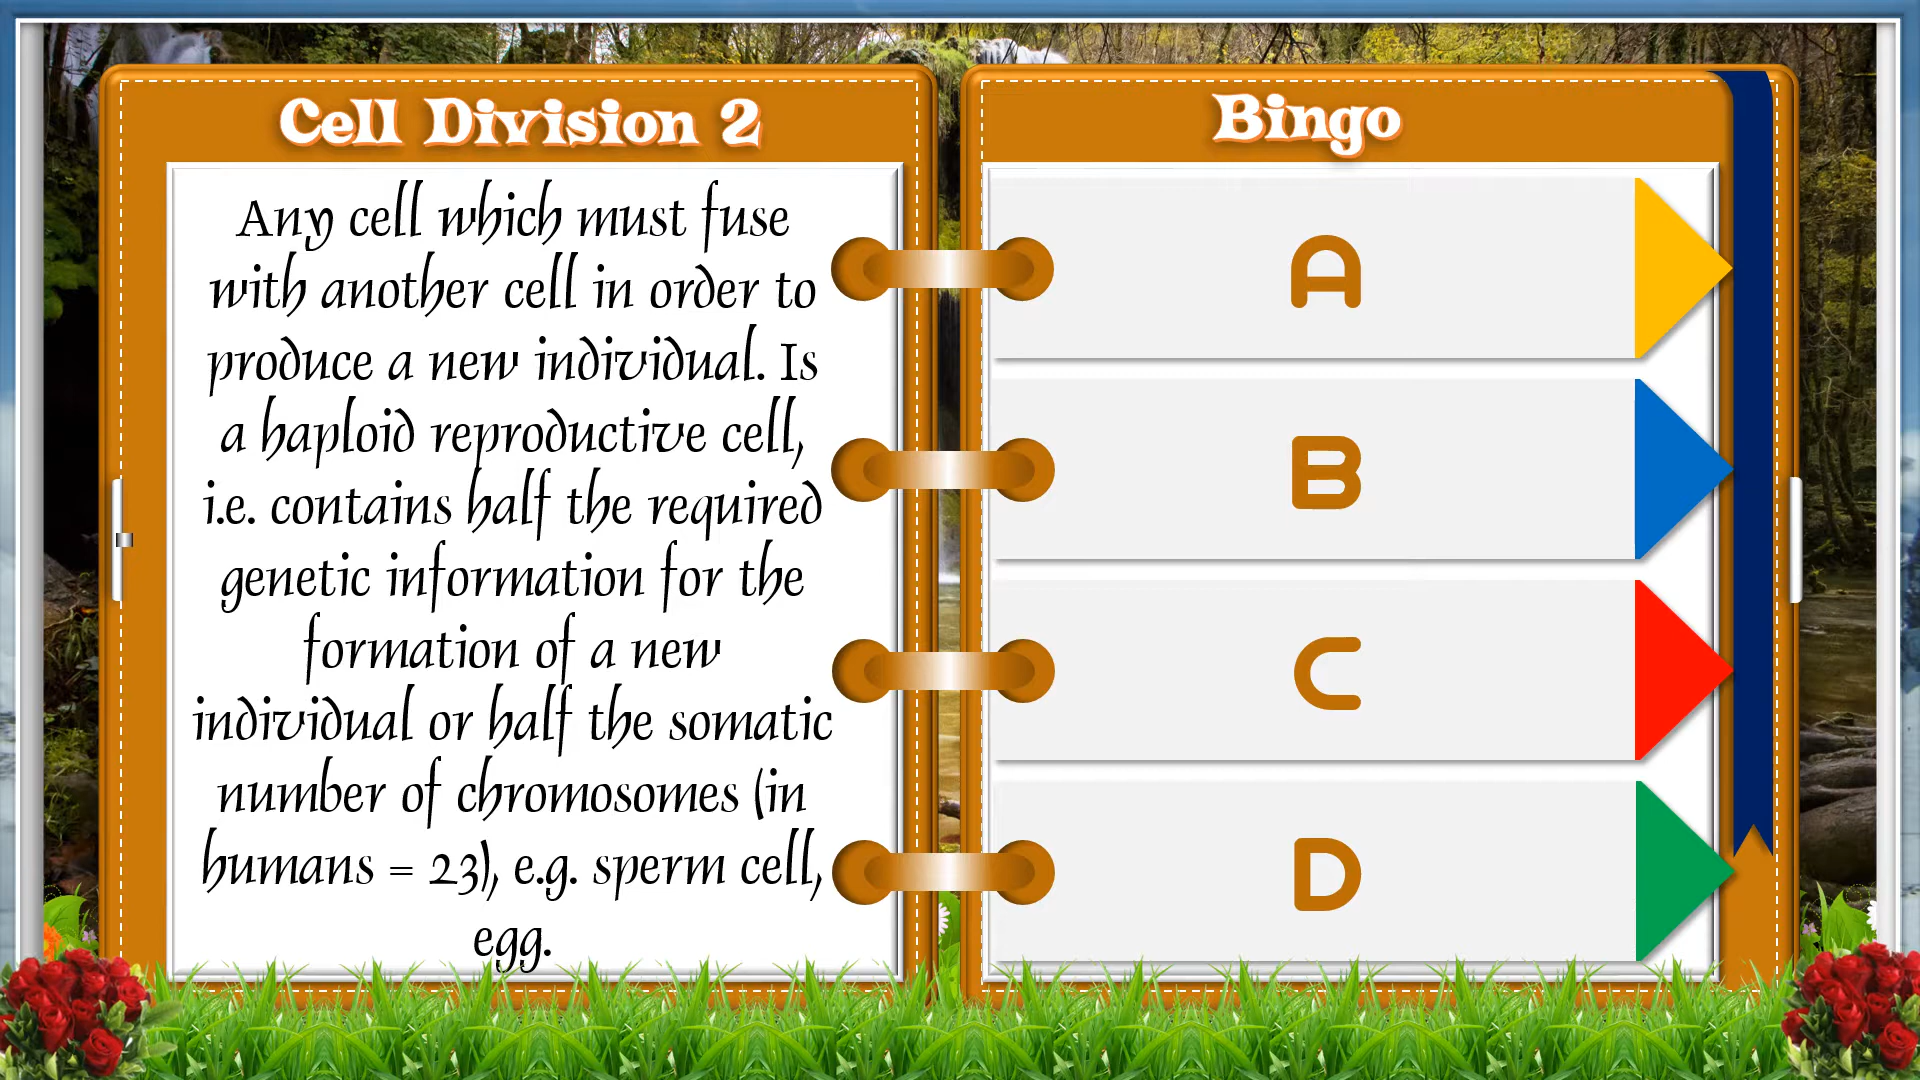 Cell Division 2
Any cell which must fuse
with another cell in order to
produce a new individual. Is
a haploid reproductive cell,
i.e. contains half the required
genetic information for the
formation of a new
individual or half the somatic
number of chromosomes (in
humans = 23), e.g. sperm cell,
egg.
Bingo
A
B
C
D